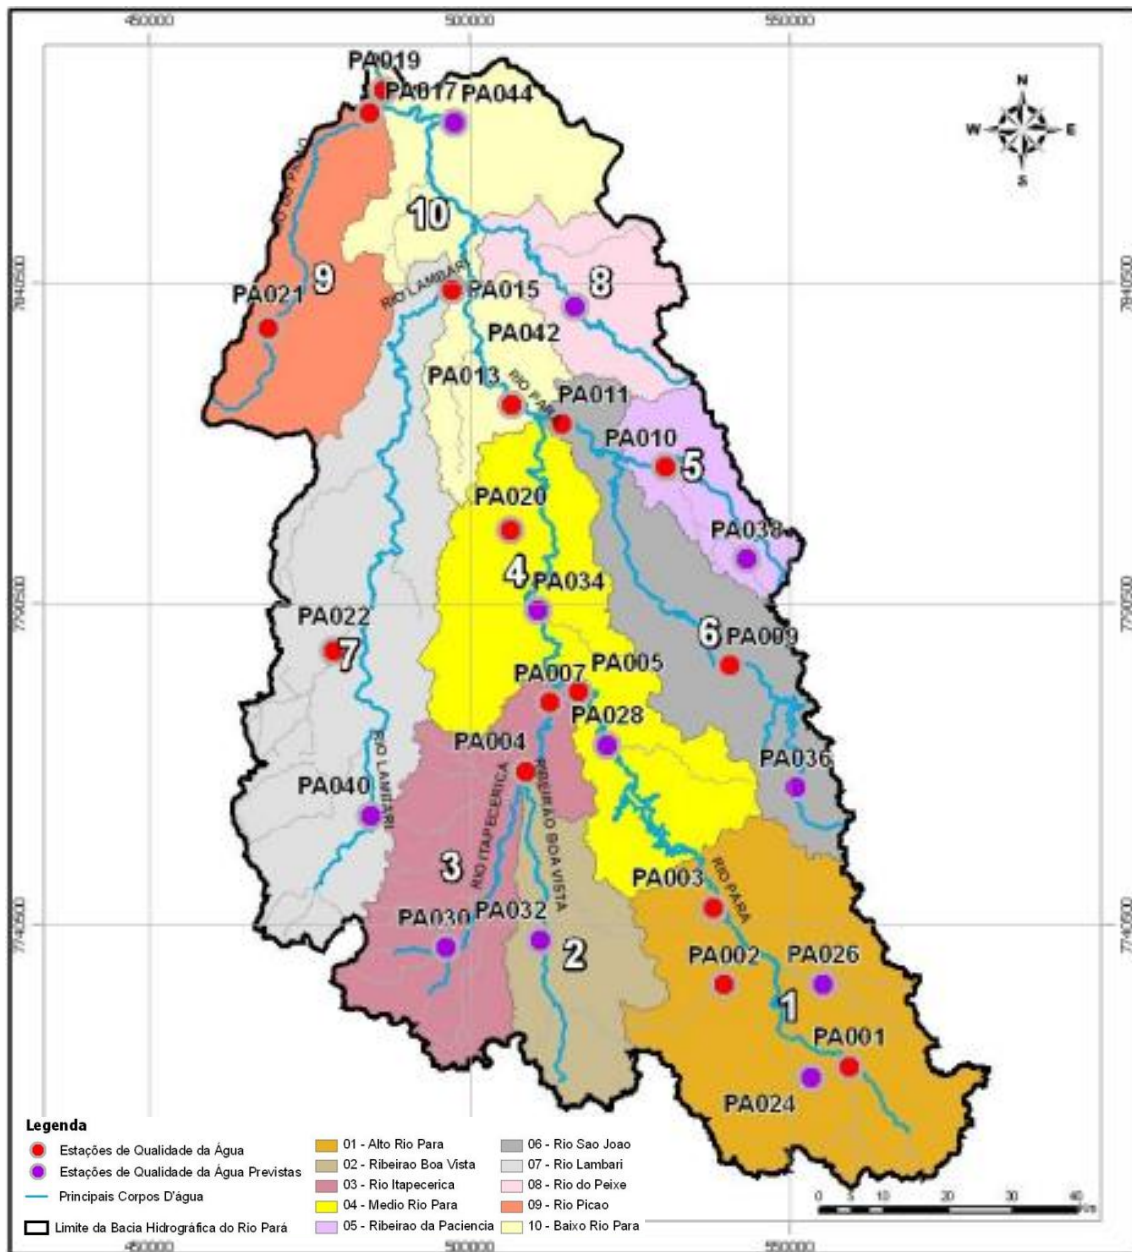 450000 500000 550000
PA019
PA017 PA044
N
W E
S
10
9
8
7840500 7840500
RIO LAMBARI
PA021
PA015
PA042
PA013
RIO PARA
PA011
PA010
5
PA020
PA038
4
PA034
7790500 7790500
PA022
7
6
PA009
PA005
PA007
PA028
PA004
PA036
PA040
RIO LAMBARI
RIO ITAPECERICA
RIBEIRÃO BOA VISTA
3
PA003
RIO PARA
PA030
PA032
7740500 7740500
2
PA002
PA026
1
PA001
PA024
Legenda
Estações de Qualidade da Água
Estações de Qualidade da Água Previstas
Principais Corpos D'água
Limite da Bacia Hidrográfica do Rio Pará
01 - Alto Rio Para
02 - Ribeirao Boa Vista
03 - Rio Itapecerica
04 - Medio Rio Para
05 - Ribeirao da Paciencia
06 - Rio Sao Joao
07 - Rio Lambari
08 - Rio do Peixe
09 - Rio Picao
10 - Baixo Rio Para
0 5 10 20 30 40
Km
450000 500000 550000